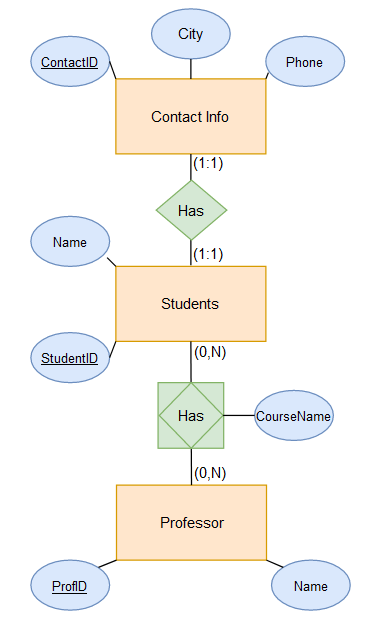 City
ContactID
Phone
Contact Info
(1:1)
Has
(1:1)
Name
Students
StudentID
(0,N)
Has
CourseName
(0,N)
Professor
ProfID
Name